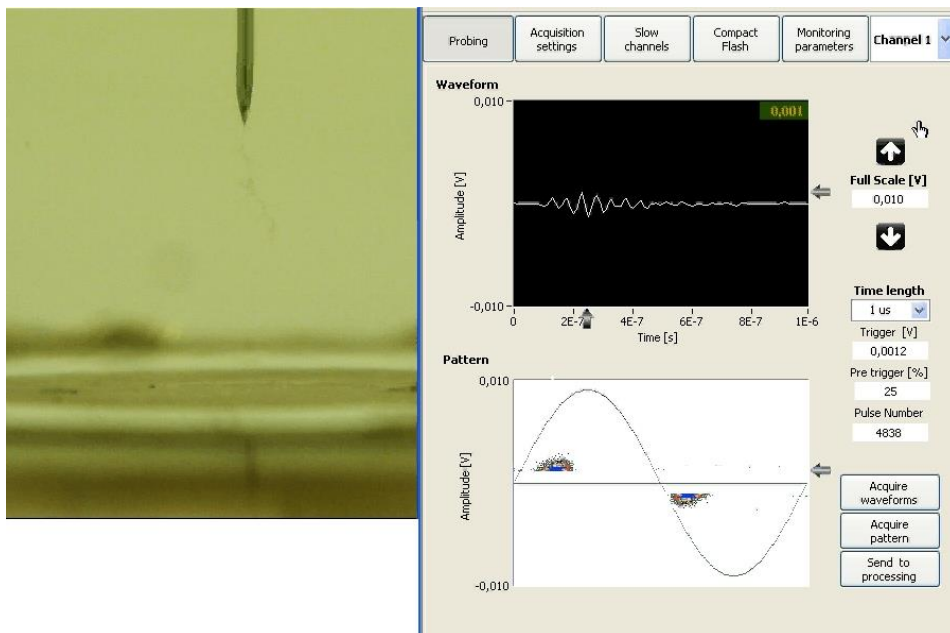 Probing
Acquisition
settings
Slow
channels
Compact
Flash
Monitoring
parameters
Channel 1
Waveform
0,010
0,001
Amplitude [V]
-0,010
0
2E-7
4E-7
6E-7
8E-7
1E-6
Time [s]
Full Scale [V]
0,010
Time length
1 us
Trigger [V]
0,0012
Pre trigger [%]
25
Pulse Number
4838
Pattern
0,010
Amplitude [V]
-0,010
Acquire
waveforms
Acquire
pattern
Send to
processing